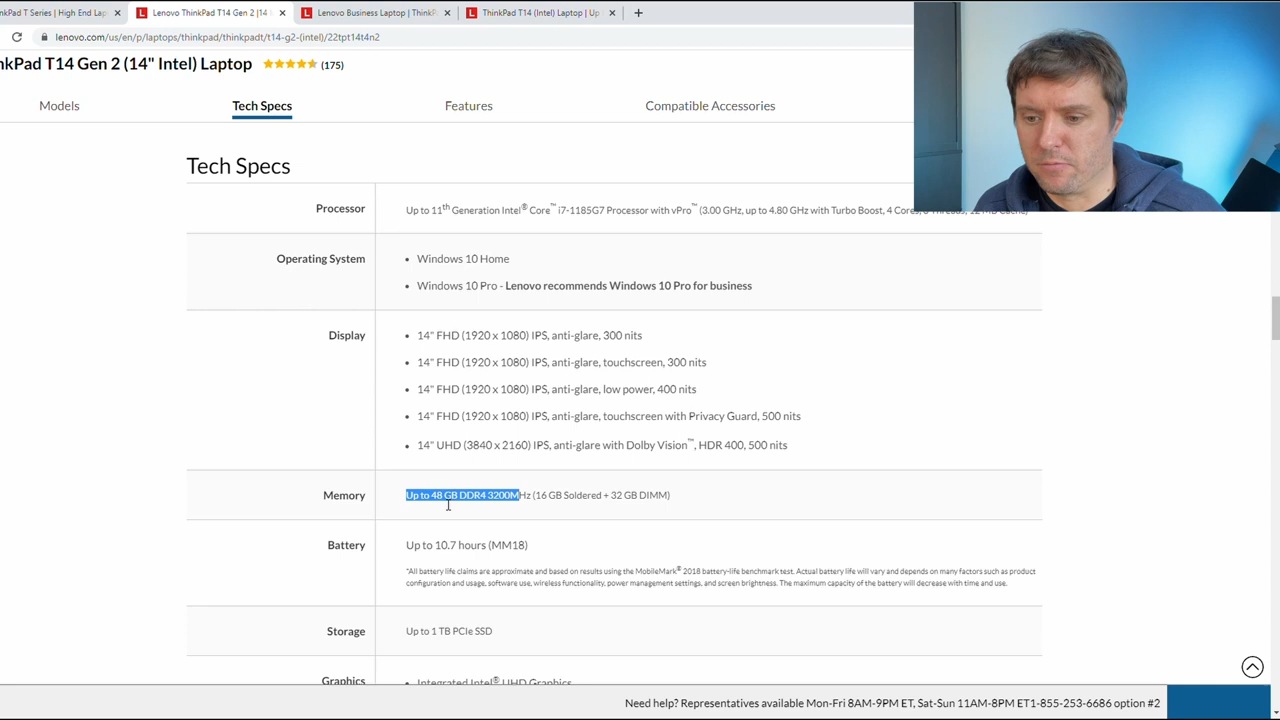 kPad T Series | High End Lap
Lenovo ThinkPad T14 Gen 2 |14
Lenovo Business Laptop | ThinkP
ThinkPad T14 (Intel) Laptop | Up
lenovo.com/us/en/p/laptops/thinkpad/thinkpadt/t14-g2-(intel)/22tpt14t4n2
nkPad T14 Gen 2 (14" Intel) Laptop (175)
Models Tech Specs Features Compatible Accessories
Tech Specs
Processor
Up to 11th Generation Intel® Core™ i7-1185G7 Processor with vPro™ (3.00 GHz, up to 4.80 GHz with Turbo Boost, 4 Cores, 8 Threads, 12 MB Cache)
Operating System
• Windows 10 Home
• Windows 10 Pro - Lenovo recommends Windows 10 Pro for business
Display
• 14" FHD (1920 x 1080) IPS, anti-glare, 300 nits
• 14" FHD (1920 x 1080) IPS, anti-glare, touchscreen, 300 nits
• 14" FHD (1920 x 1080) IPS, anti-glare, low power, 400 nits
• 14" FHD (1920 x 1080) IPS, anti-glare, touchscreen with Privacy Guard, 500 nits
• 14" UHD (3840 x 2160) IPS, anti-glare with Dolby Vision™, HDR 400, 500 nits
Memory
Up to 48 GB DDR4 3200MHz (16 GB Soldered + 32 GB DIMM)
Battery
Up to 10.7 hours (MM18)
*All battery life claims are approximate and based on results using the MobileMark® 2018 battery-life benchmark test. Actual battery life will vary and depends on many factors such as product
configuration and usage, software use, wireless functionality, power management settings, and screen brightness. The maximum capacity of the battery will decrease with time and use.
Storage
Up to 1 TB PCIe SSD
Graphics
• Integrated Intel® UHD Graphics
Need help? Representatives available Mon-Fri 8AM-9PM ET, Sat-Sun 11AM-8PM ET1-855-253-6686 option #2